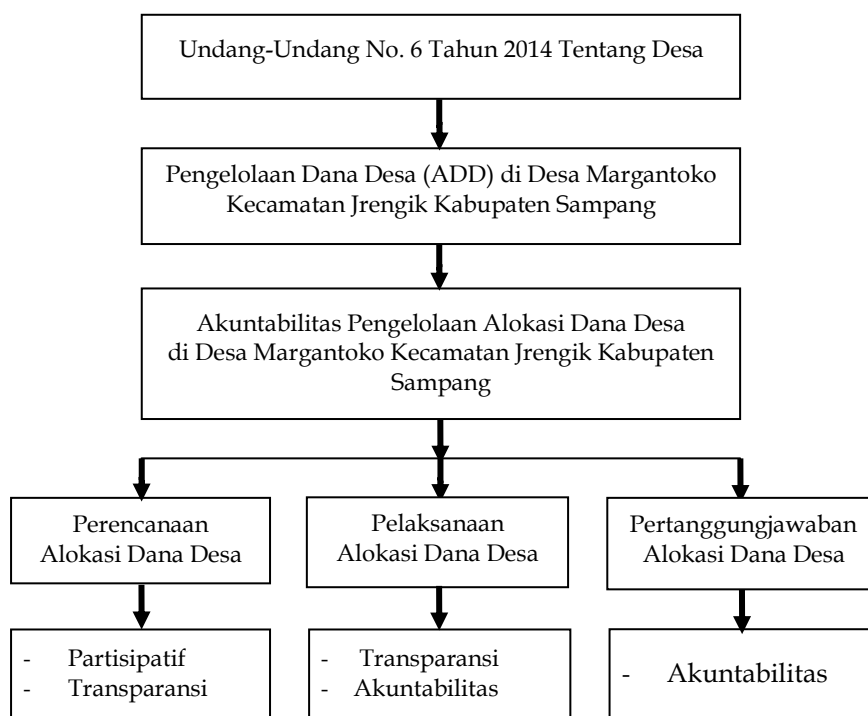 Undang-Undang No. 6 Tahun 2014 Tentang Desa
Pengelolaan Dana Desa (ADD) di Desa Margantoko
Kecamatan Jrengik Kabupaten Sampang
Akuntabilitas Pengelolaan Alokasi Dana Desa
di Desa Margantoko Kecamatan Jrengik Kabupaten
Sampang
Perencanaan
Alokasi Dana Desa
Pelaksanaan
Alokasi Dana Desa
Pertanggungjawaban
Alokasi Dana Desa
- Partisipatif
- Transparansi
- Transparansi
- Akuntabilitas
- Akuntabilitas